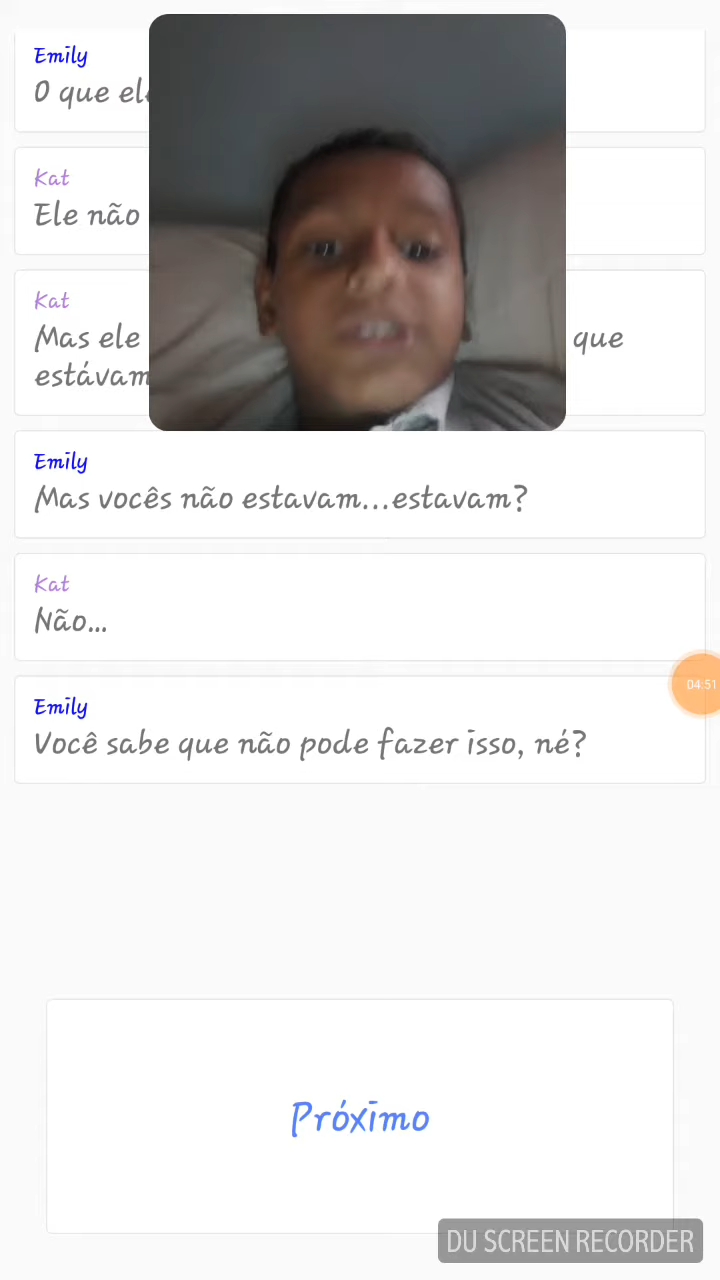 Emily
O que
Kat
Ele não
Kat
Mas ele que
estávam
Emily
Mas vocês não estavam...estavam?
Kat
Não...
Emily
Você sabe que não pode fazer isso, né?
04:51
Próximo
DU SCREEN RECORDER